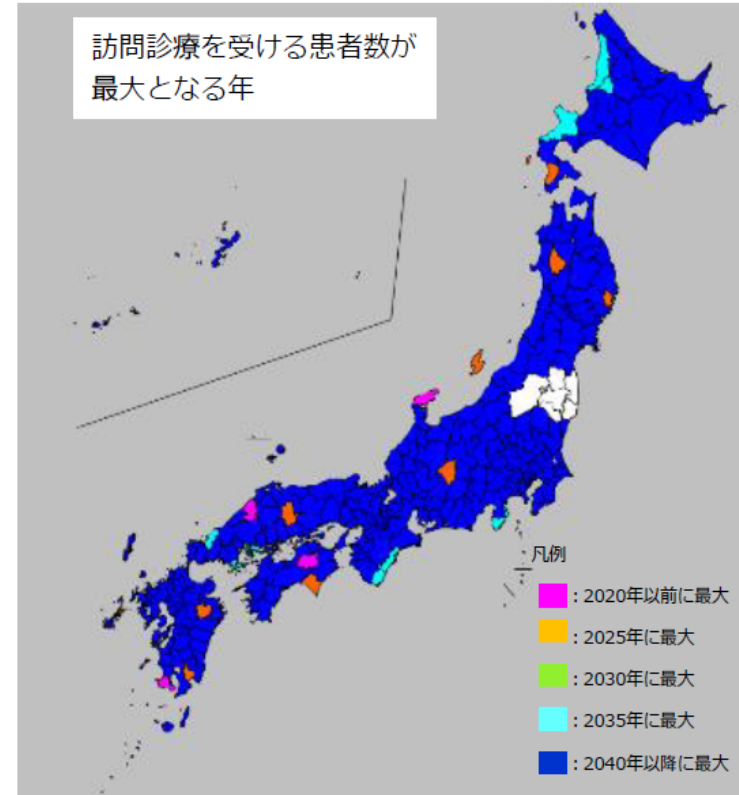 訪問診療を受ける患者数が
最大となる年
凡例
：2020年以前に最大
：2025年に最大
：2030年に最大
：2035年に最大
：2040年以降に最大